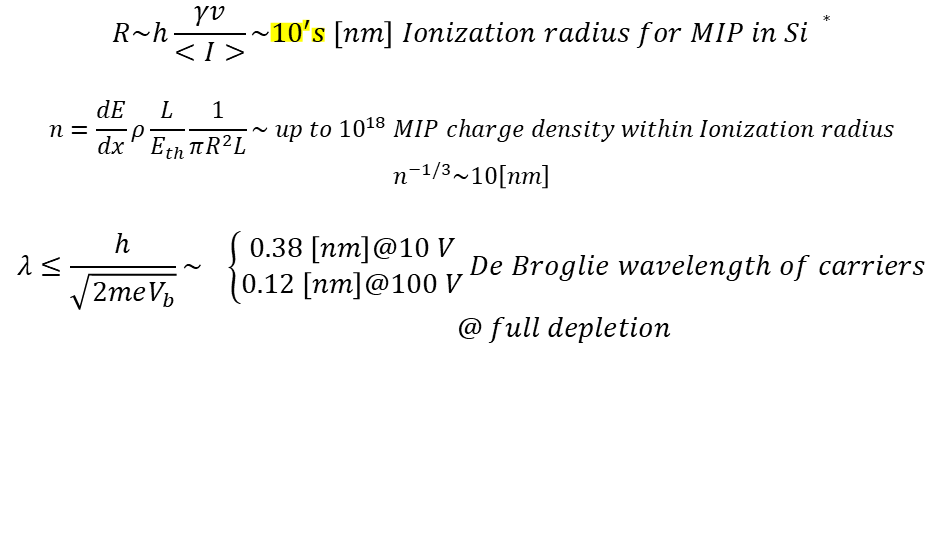 R~h γv / < I > ~10's [nm] Ionization radius for MIP in Si *
n = dE/dx ρ L/E_th 1/πR²L ~ up to 10¹⁸ MIP charge density within Ionization radius
n^{-1/3}~10[nm]
λ ≤ h / √2meV_b ~ { 0.38 [nm]@10 V
0.12 [nm]@100 V De Broglie wavelength of carriers
@ full depletion